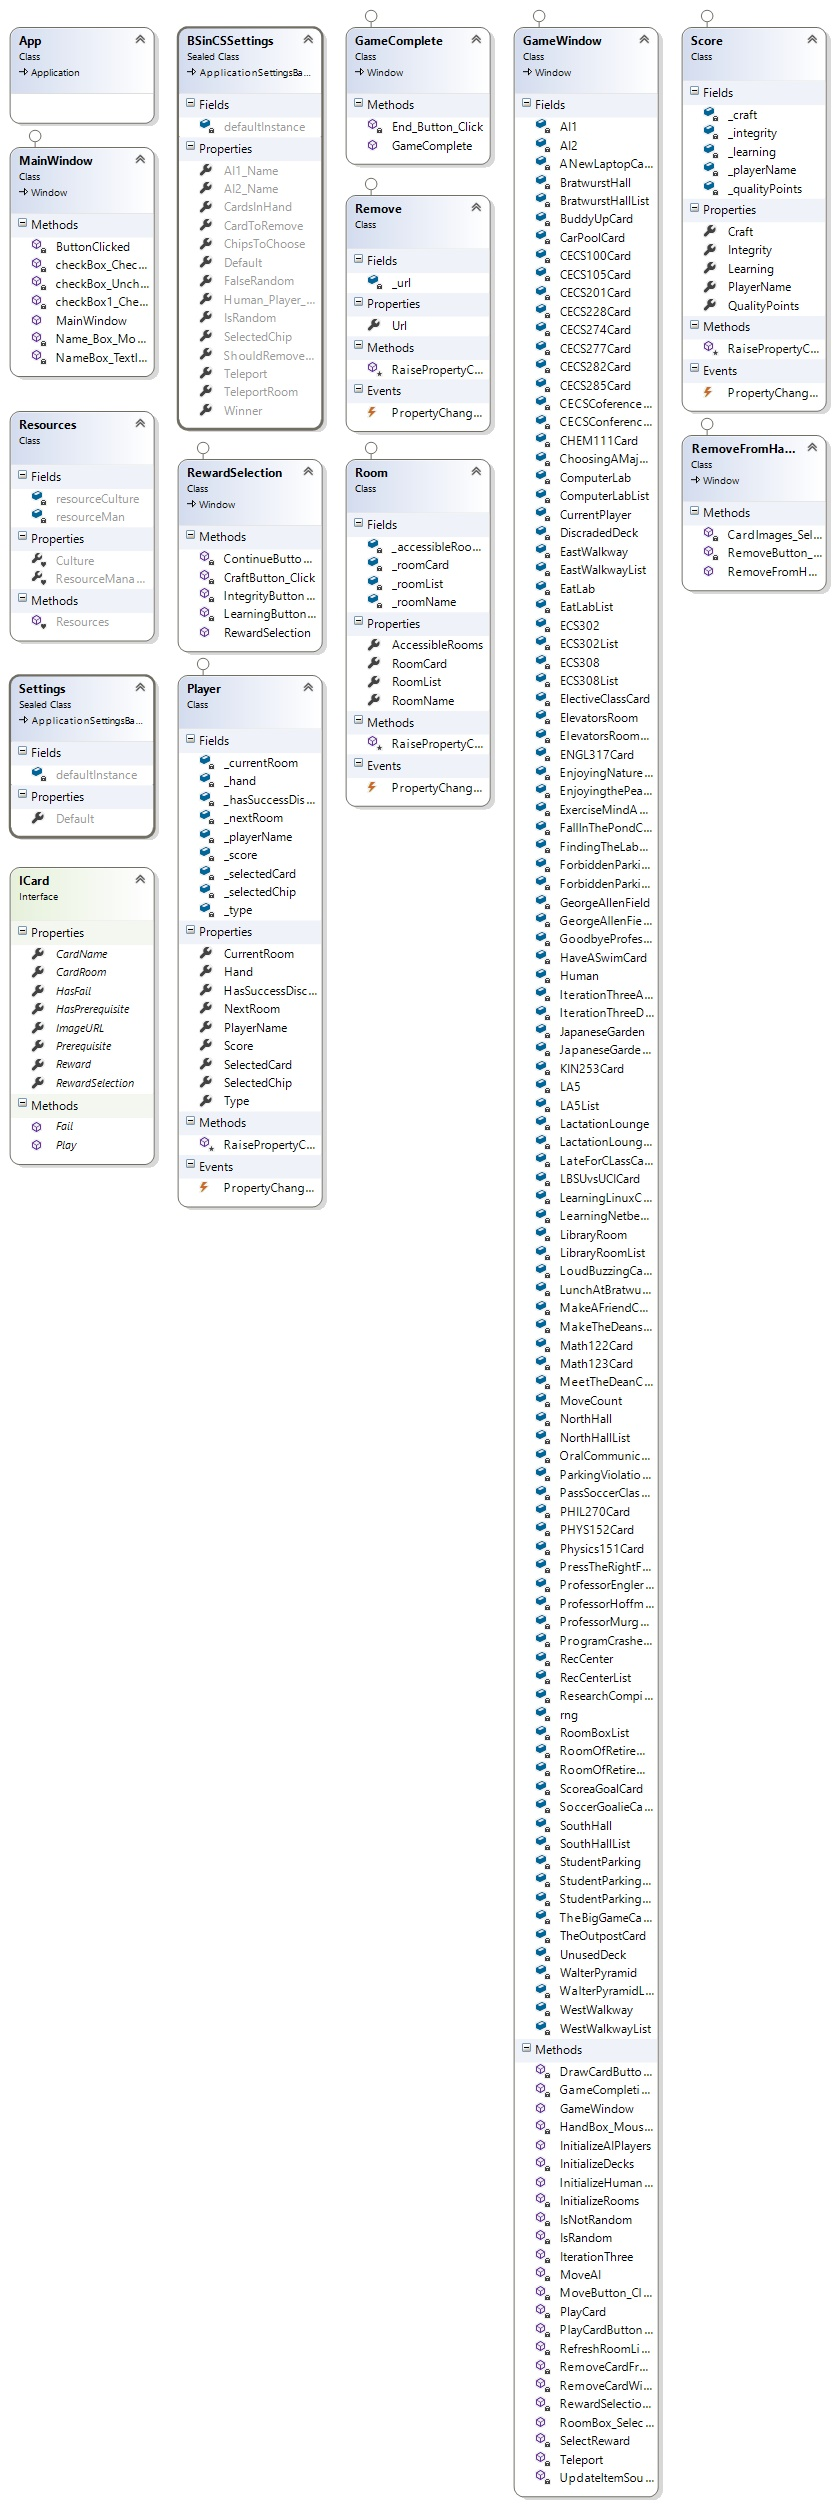 App
Class
Application
MainWindow
Class
Window
Methods
ButtonClicked
checkBox_Chec...
checkBox_Unch...
checkBox1_Che...
MainWindow
Name_Box_Mo...
NameBox_TextI...
Resources
Class
Fields
resourceCulture
resourceMan
Properties
Culture
ResourceMana...
Methods
Resources
Settings
Sealed Class
ApplicationSettingsBa...
Fields
defaultInstance
Properties
Default
ICard
Interface
Properties
CardName
CardRoom
HasFail
HasPrerequisite
ImageURL
Prerequisite
Reward
RewardSelection
Methods
Fail
Play
BSinCSSettings
Sealed Class
ApplicationSettingsBa...
Fields
defaultInstance
Properties
AI1_Name
AI2_Name
CardsInHand
CardToRemove
ChipsToChoose
Default
FalseRandom
Human_Player_...
IsRandom
SelectedChip
ShouldRemove...
Teleport
TeleportRoom
Winner
RewardSelection
Class
Window
Methods
ContinueButto...
CraftButton_Click
IntegrityButton...
LearningButton...
RewardSelection
Player
Class
Fields
_currentRoom
_hand
_hasSuccessDis...
_nextRoom
_playerName
_score
_selectedCard
_selectedChip
_type
Properties
CurrentRoom
Hand
HasSuccessDisc...
NextRoom
PlayerName
Score
SelectedCard
SelectedChip
Type
Methods
RaisePropertyC...
Events
PropertyChang...
GameComplete
Class
Window
Methods
End_Button_Click
GameComplete
Remove
Class
Fields
_url
Properties
Url
Methods
RaisePropertyC...
Events
PropertyChang...
Room
Class
Fields
_accessibleRoo...
_roomCard
_roomList
_roomName
Properties
AccessibleRooms
RoomCard
RoomList
RoomName
Methods
RaisePropertyC...
Events
PropertyChang...
GameWindow
Class
Window
Fields
AI1
AI2
ANewLaptopCa...
BratwurstHall
BratwurstHallList
BuddyUpCard
CarPoolCard
CECS100Card
CECS105Card
CECS201Card
CECS228Card
CECS274Card
CECS277Card
CECS282Card
CECS285Card
CECSCoference...
CECSConferenc...
CHEM111Card
ChoosingAMaj...
ComputerLab
ComputerLabList
CurrentPlayer
DiscradedDeck
EastWalkway
EastWalkwayList
EatLab
EatLabList
ECS302
ECS302List
ECS308
ECS308List
ElectiveClassCard
ElevatorsRoom
ElevatorsRoom...
ENGL317Card
EnjoyingNature...
EnjoyingthePea...
ExerciseMindA...
FallInThePondC...
FindingTheLab...
ForbiddenParki...
ForbiddenParki...
GeorgeAllenField
GeorgeAllenFie...
GoodbyeProfes...
HaveASwimCard
Human
IterationThreeA...
IterationThreeD...
JapaneseGarden
JapaneseGarde...
KIN253Card
LA5
LA5List
LactationLounge
LactationLoung...
LateForCLassCa...
LBSUvsUCICard
LearningLinuxC...
LearningNetbe...
LibraryRoom
LibraryRoomList
LoudBuzzingCa...
LunchAtBratwu...
MakeAFriendC...
MakeTheDeans...
Math122Card
Math123Card
MeetTheDeanC...
MoveCount
NorthHall
NorthHallList
OralCommunic...
ParkingViolatio...
PassSoccerClas...
PHIL270Card
PHYS152Card
Physics151Card
PressTheRightF...
ProfessorEngler...
ProfessorHoffm...
ProfessorMurg...
ProgramCrashe...
RecCenter
RecCenterList
ResearchCompi...
rng
RoomBoxList
RoomOfRetire...
RoomOfRetire...
ScoreaGoalCard
SoccerGoalieCa...
SouthHall
SouthHallList
StudentParking
StudentParking...
StudentParking...
TheBigGameCa...
TheOutpostCard
UnusedDeck
WalterPyramid
WalterPyramidL...
WestWalkway
WestWalkwayList
Methods
DrawCardButto...
GameCompleti...
GameWindow
HandBox_Mous...
InitializeAIPlayers
InitializeDecks
InitializeHuman...
InitializeRooms
IsNotRandom
IsRandom
IterationThree
MoveAI
MoveButton_Cl...
PlayCard
PlayCardButton...
RefreshRoomLi...
RemoveCardFr...
RemoveCardWi...
RewardSelectio...
RoomBox_Selec...
SelectReward
Teleport
UpdateItemSou...
Score
Class
Fields
_craft
_integrity
_learning
_playerName
_qualityPoints
Properties
Craft
Integrity
Learning
PlayerName
QualityPoints
Methods
RaisePropertyC...
Events
PropertyChang...
RemoveFromHa...
Class
Window
Methods
CardImages_Sel...
RemoveButton_...
RemoveFromH...